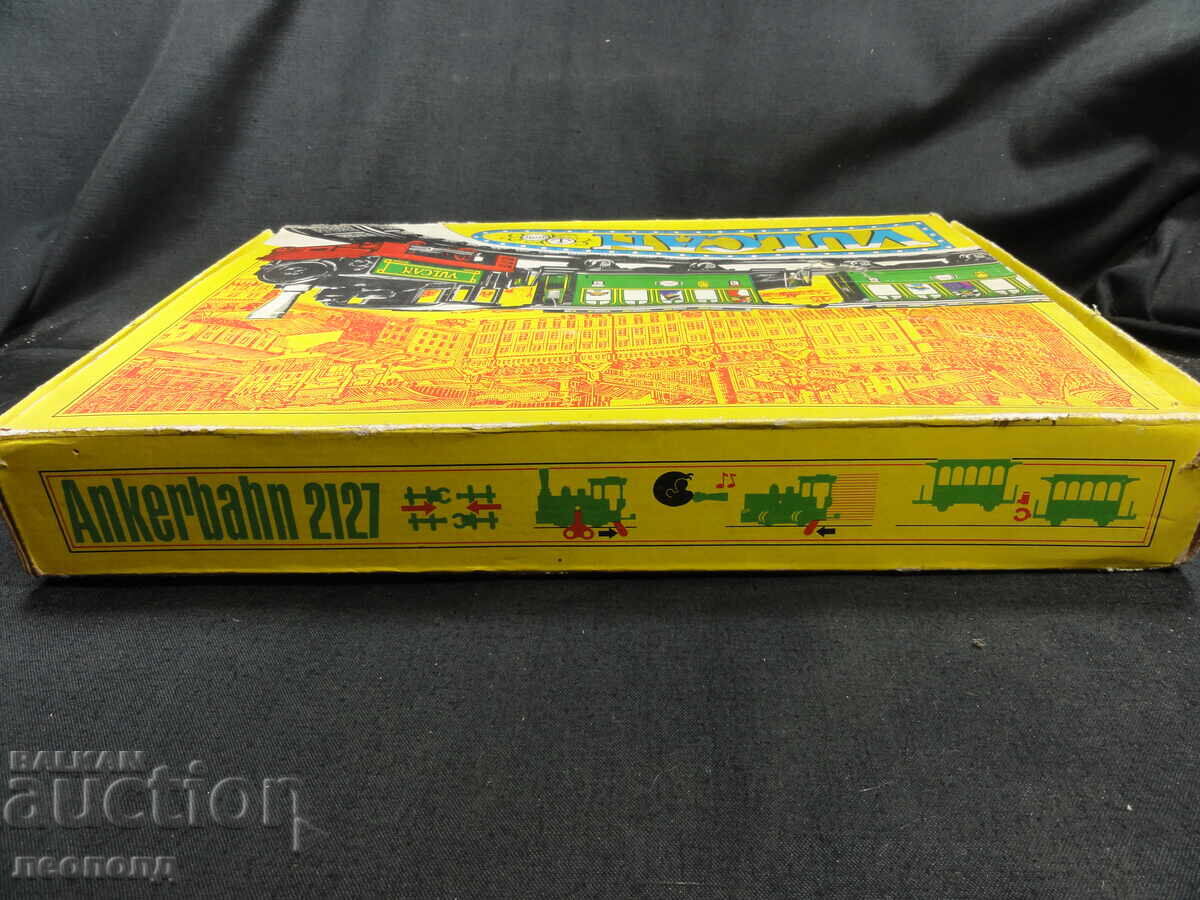 VULCAN
VULCAN
Ankerbahn 2127
BALKAN
auction
леополд